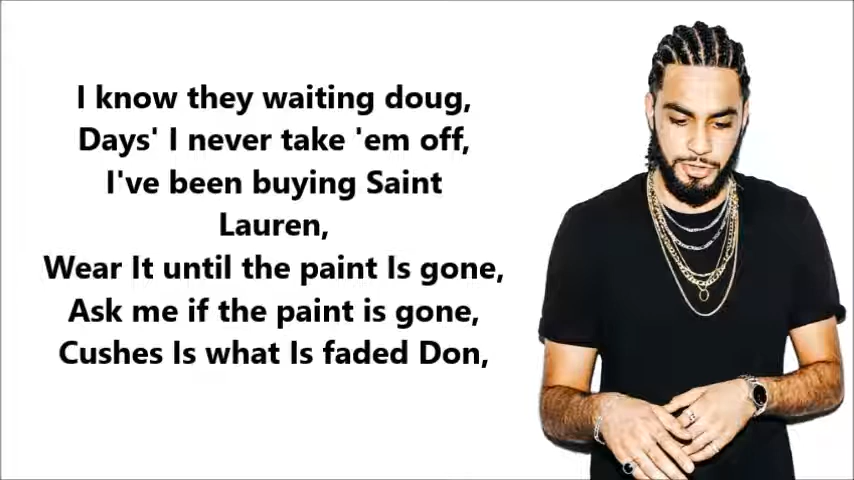 I know they waiting doug,
Days' I never take 'em off,
I've been buying Saint
Lauren,
Wear It until the paint Is gone,
Ask me if the paint is gone,
Cushes Is what Is faded Don,